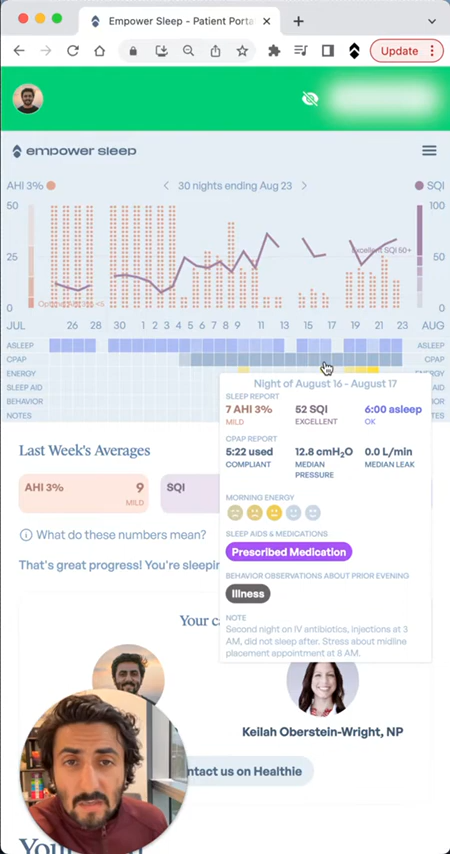 Empower Sleep - Patient Porta
Update
empower sleep
AHI 3%
30 nights ending Aug 23
SQI
50
100
25
50
Excellent SQI 50+
0
0
JUL
26
28
30
1
3
5
7
9
11
13
15
17
19
21
23
AUG
ASLEEP
ASLEEP
CPAP
CPAP
ENERGY
SLEEP AID
BEHAVIOR
NOTES
Night of August 16 - August 17
SLEEP REPORT
7 AHI 3%
52 SQI
6:00 asleep
MILD
EXCELLENT
OK
CPAP REPORT
5:22 used
12.8 cmH₂O
0.0 L/min
COMPLIANT
MEDIAN PRESSURE
MEDIAN LEAK
MORNING ENERGY
SLEEP AIDS & MEDICATIONS
Prescribed Medication
BEHAVIOR OBSERVATIONS ABOUT PRIOR EVENING
Illness
NOTE
Second night on IV antibiotics, injections at 3
AM, did not sleep after. Stress about midline
placement appointment at 8 AM.
Last Week's Averages
AHI 3%
9
MILD
SQI
What do these numbers mean?
That's great progress! You're sleepin
Your ca
Keilah Oberstein-Wright, NP
ntact us on Healthie
You